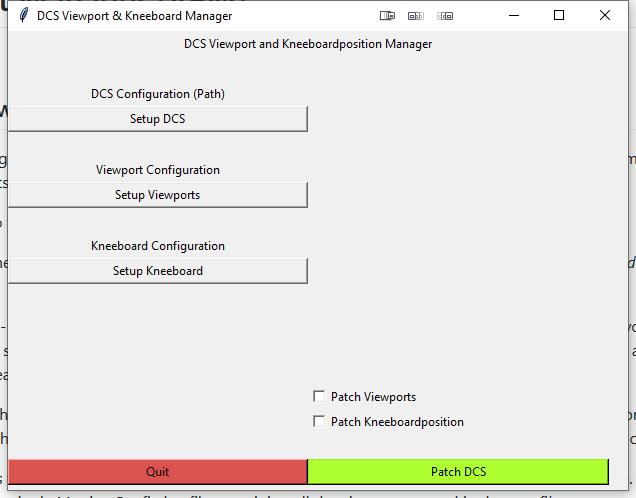 DCS Viewport & Kneeboard Manager
DCS Viewport and Kneeboardposition Manager
DCS Configuration (Path)
Setup DCS
Viewport Configuration
Setup Viewports
Kneeboard Configuration
Setup Kneeboard
Patch Viewports
Patch Kneeboardposition
Quit
Patch DCS